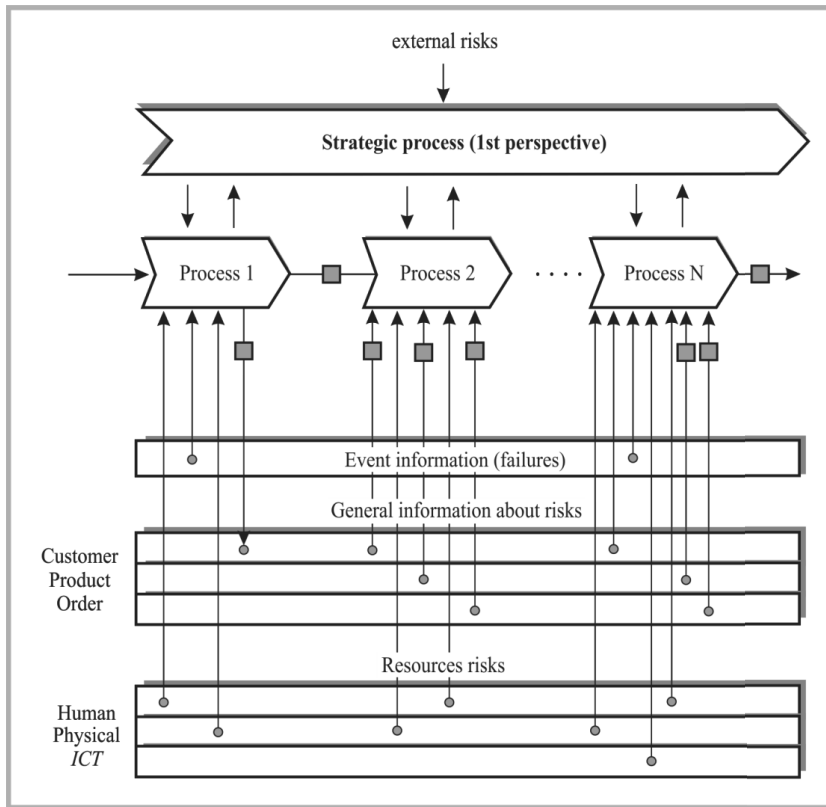 external risks
Strategic process (1st perspective)
Process 1
Process 2
. . . .
Process N
Event information (failures)
General information about risks
Customer
Product
Order
Resources risks
Human
Physical
ICT